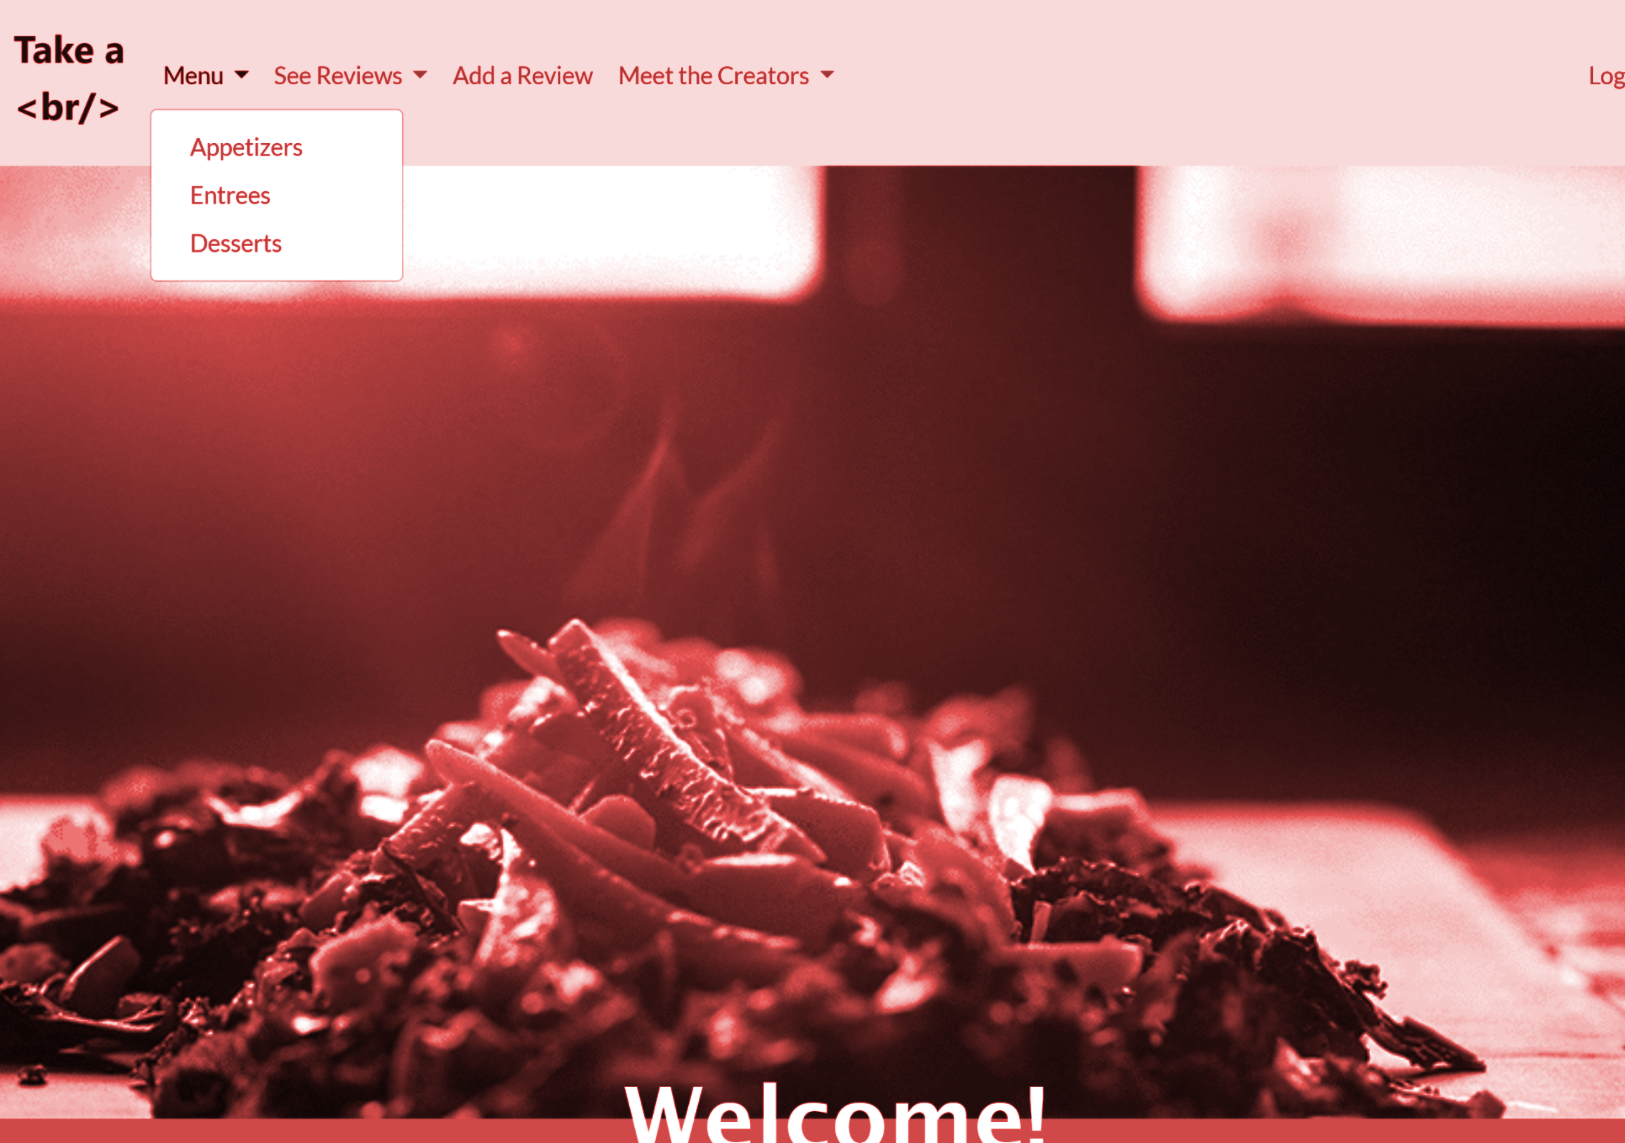 Take a
<br/>
Menu See Reviews Add a Review Meet the Creators Log
Appetizers
Entrees
Desserts
Welcome!